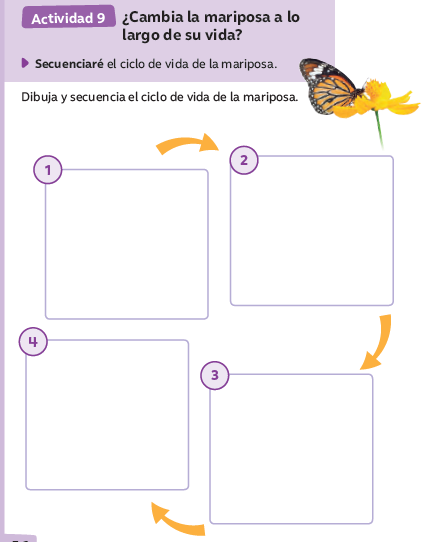 Actividad 9
¿Cambia la mariposa a lo
largo de su vida?
Secuenciaré el ciclo de vida de la mariposa.
Dibuja y secuencia el ciclo de vida de la mariposa.
1
2
3
4